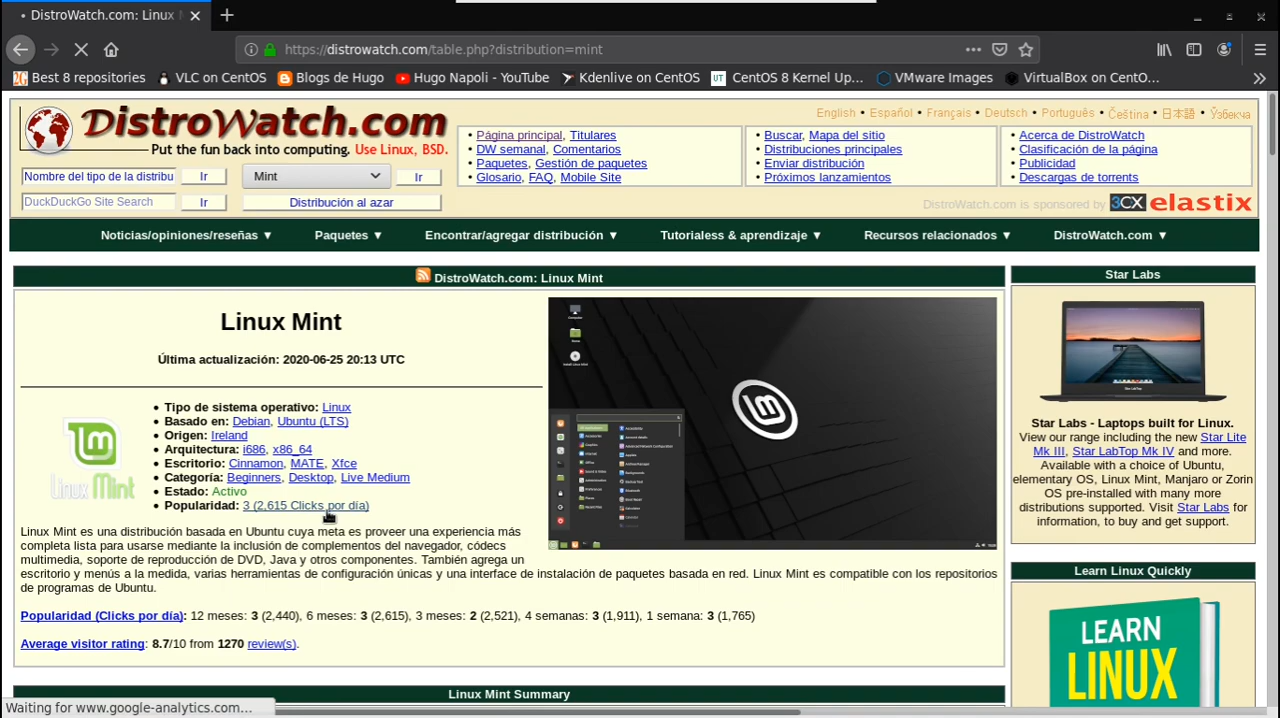 DistroWatch.com: Linux M
https://distrowatch.com/table.php?distribution=mint
Best 8 repositories
VLC on CentOS
Blogs de Hugo
Hugo Napoli - YouTube
Kdenlive on CentOS
CentOS 8 Kernel Up...
VMware Images
VirtualBox on CentO...
DistroWatch.com
Put the fun back into computing. Use Linux, BSD.
English • Español • Français • Deutsch • Português • Čeština • 日本語 • Ўзбекча
• Página principal, Titulares
• DW semanal, Comentarios
• Paquetes, Gestión de paquetes
• Glosario, FAQ, Mobile Site
• Buscar, Mapa del sitio
• Distribuciones principales
• Enviar distribución
• Próximos lanzamientos
• Acerca de DistroWatch
• Clasificación de la página
• Publicidad
• Descargas de torrents
Nombre del tipo de la distribu Ir Mint Ir
DuckDuckGo Site Search Ir Distribución al azar
DistroWatch.com is sponsored by 3CX elastix
Noticias/opiniones/reseñas ▼ Paquetes ▼ Encontrar/agregar distribución ▼ Tutorialess & aprendizaje ▼ Recursos relacionados ▼ DistroWatch.com ▼
DistroWatch.com: Linux Mint
Linux Mint
Última actualización: 2020-06-25 20:13 UTC
• Tipo de sistema operativo: Linux
• Basado en: Debian, Ubuntu (LTS)
• Origen: Ireland
• Arquitectura: i686, x86_64
• Escritorio: Cinnamon, MATE, Xfce
• Categoría: Beginners, Desktop, Live Medium
• Estado: Activo
• Popularidad: 3 (2,615 Clicks por día)
Linux Mint
Linux Mint es una distribución basada en Ubuntu cuya meta es proveer una experiencia más
completa lista para usarse mediante la inclusión de complementos del navegador, códecs
multimedia, soporte de reproducción de DVD, Java y otros componentes. También agrega un
escritorio y menús a la medida, varias herramientas de configuración únicas y una interface de instalación de paquetes basada en red. Linux Mint es compatible con los repositorios
de programas de Ubuntu.
Popularidad (Clicks por día): 12 meses: 3 (2,440), 6 meses: 3 (2,615), 3 meses: 2 (2,521), 4 semanas: 3 (1,911), 1 semana: 3 (1,765)
Average visitor rating: 8.7/10 from 1270 review(s).
Linux Mint Summary
Star Labs
Star Labs - Laptops built for Linux.
View our range including the new Star Lite
Mk III, Star LabTop Mk IV and more.
Available with a choice of Ubuntu,
elementary OS, Linux Mint, Manjaro or Zorin
OS pre-installed with many more
distributions supported. Visit Star Labs for
information, to buy and get support.
Learn Linux Quickly
LEARN
LINUX
Waiting for www.google-analytics.com...